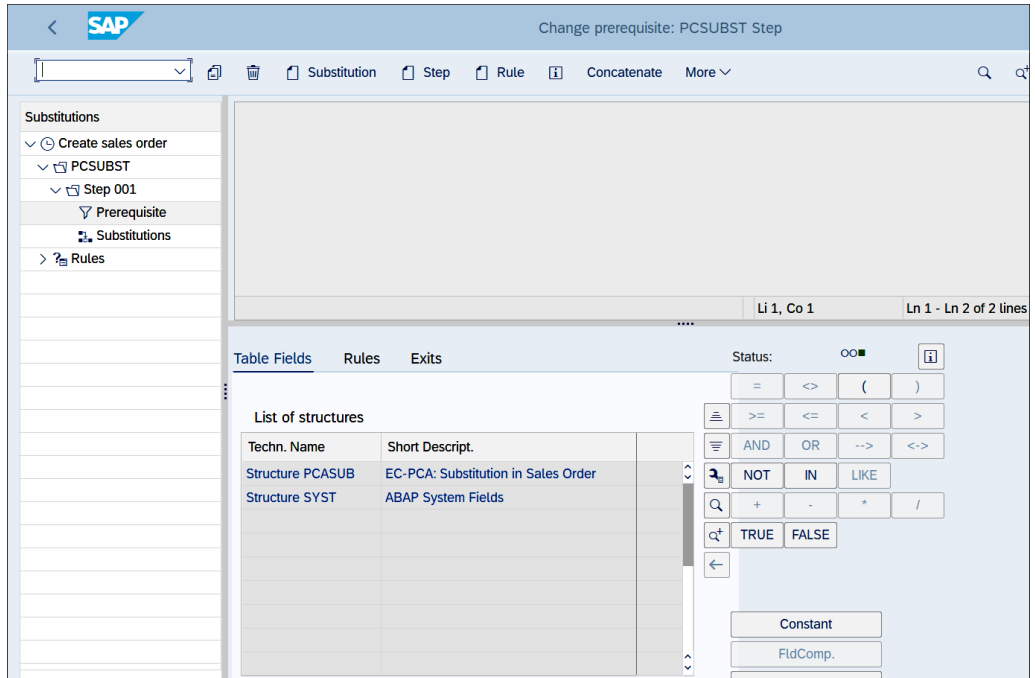 SAP
Change prerequisite: PCSUBST Step
Substitution Step Rule Concatenate More
Substitutions
Create sales order
PCSUBST
Step 001
Prerequisite
Substitutions
Rules
Li 1, Co 1 Ln 1 - Ln 2 of 2 lines
Table Fields Rules Exits
Status:
= <> ( )
List of structures
>= <= < >
Techn. Name Short Descript.
AND OR --> <->
Structure PCASUB EC-PCA: Substitution in Sales Order
NOT IN LIKE
Structure SYST ABAP System Fields
+ - * /
TRUE FALSE
Constant
FldComp.